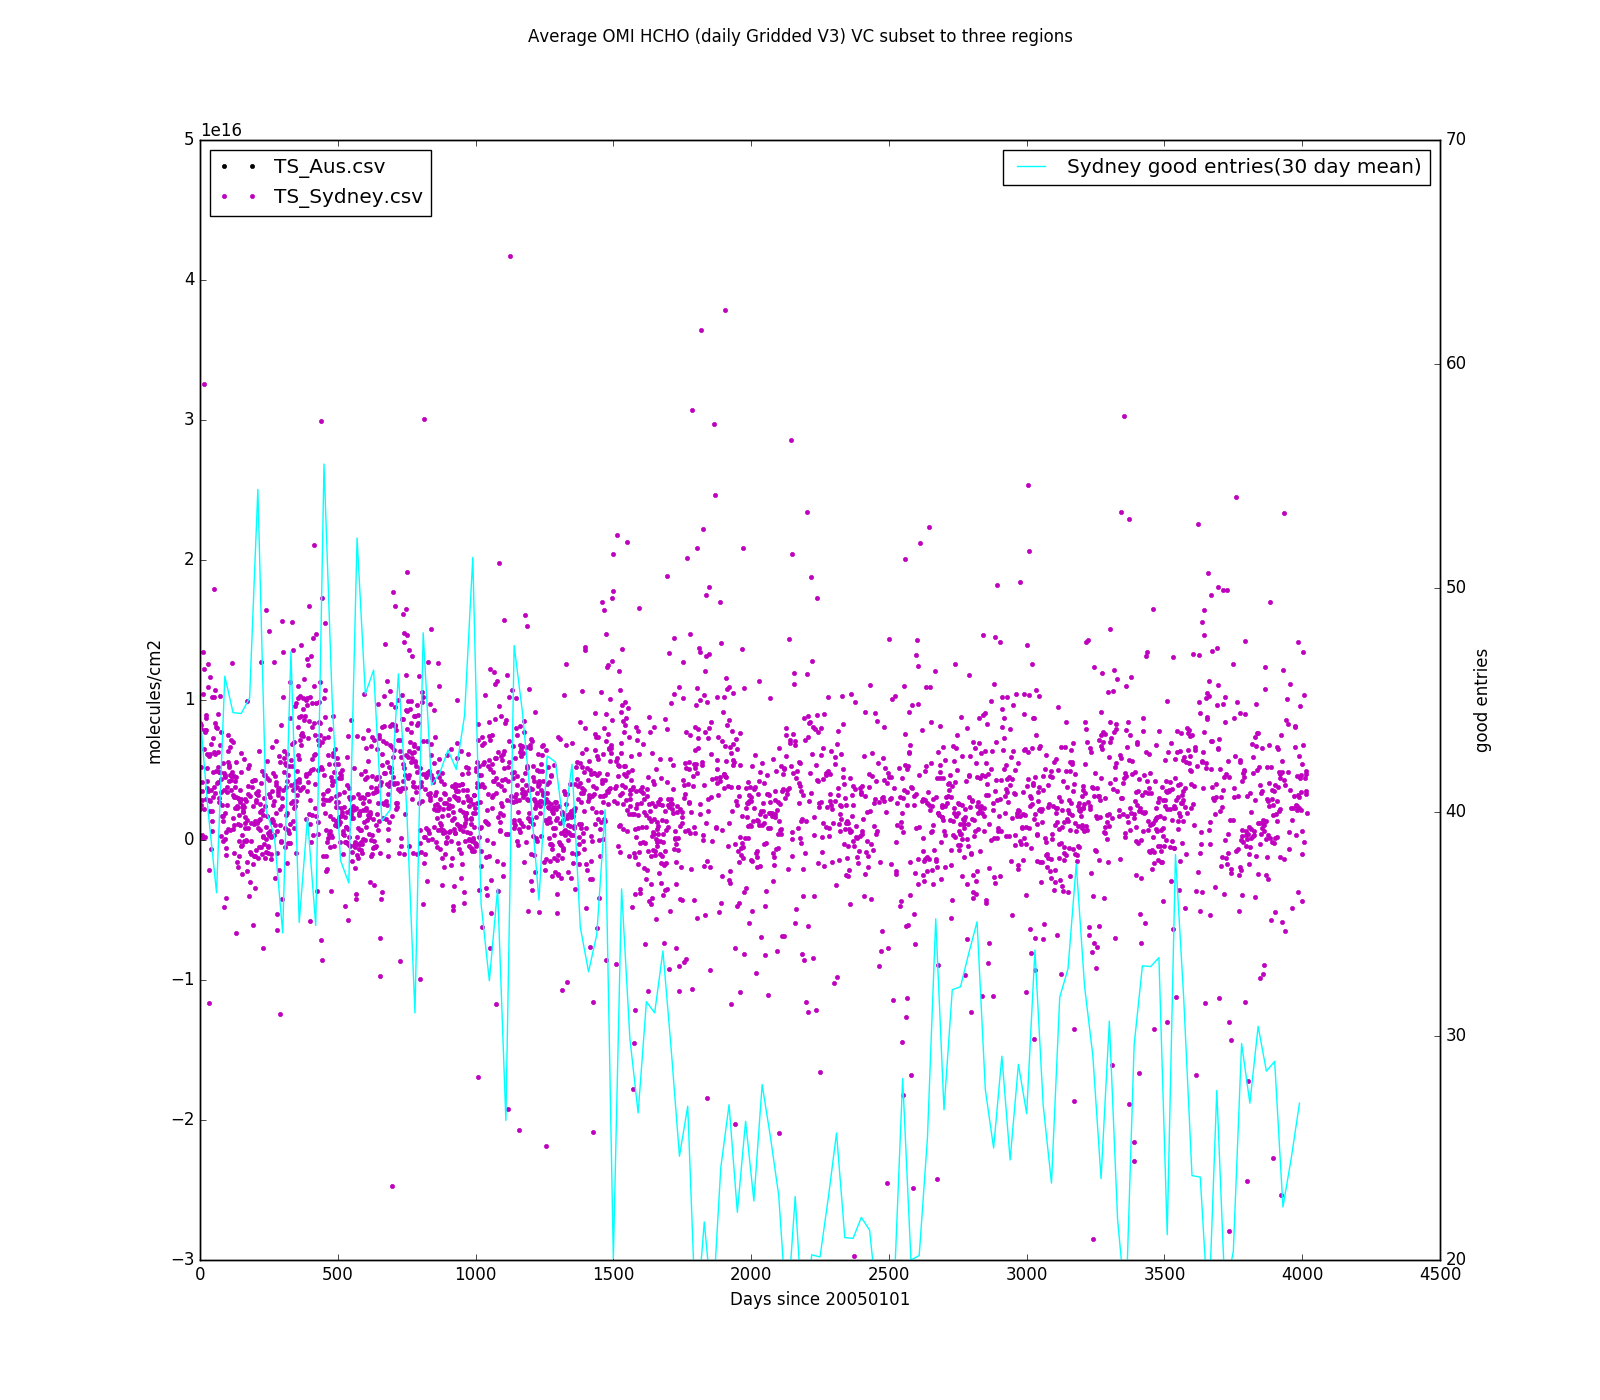 Average OMI HCHO (daily Gridded V3) VC subset to three regions
1e16
TS_Aus.csv
TS_Sydney.csv
Sydney good entries(30 day mean)
5
4
3
2
1
0
−1
−2
−3
molecules/cm2
70
60
50
40
30
20
good entries
0 500 1000 1500 2000 2500 3000 3500 4000 4500
Days since 20050101